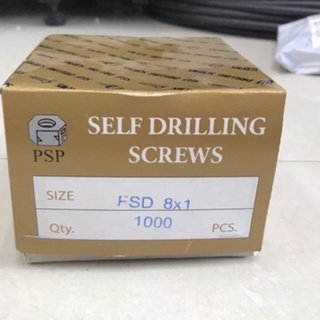 PSP
SELF DRILLING
SCREWS
SIZE FSD 8x1
Qty. 1000 PCS.